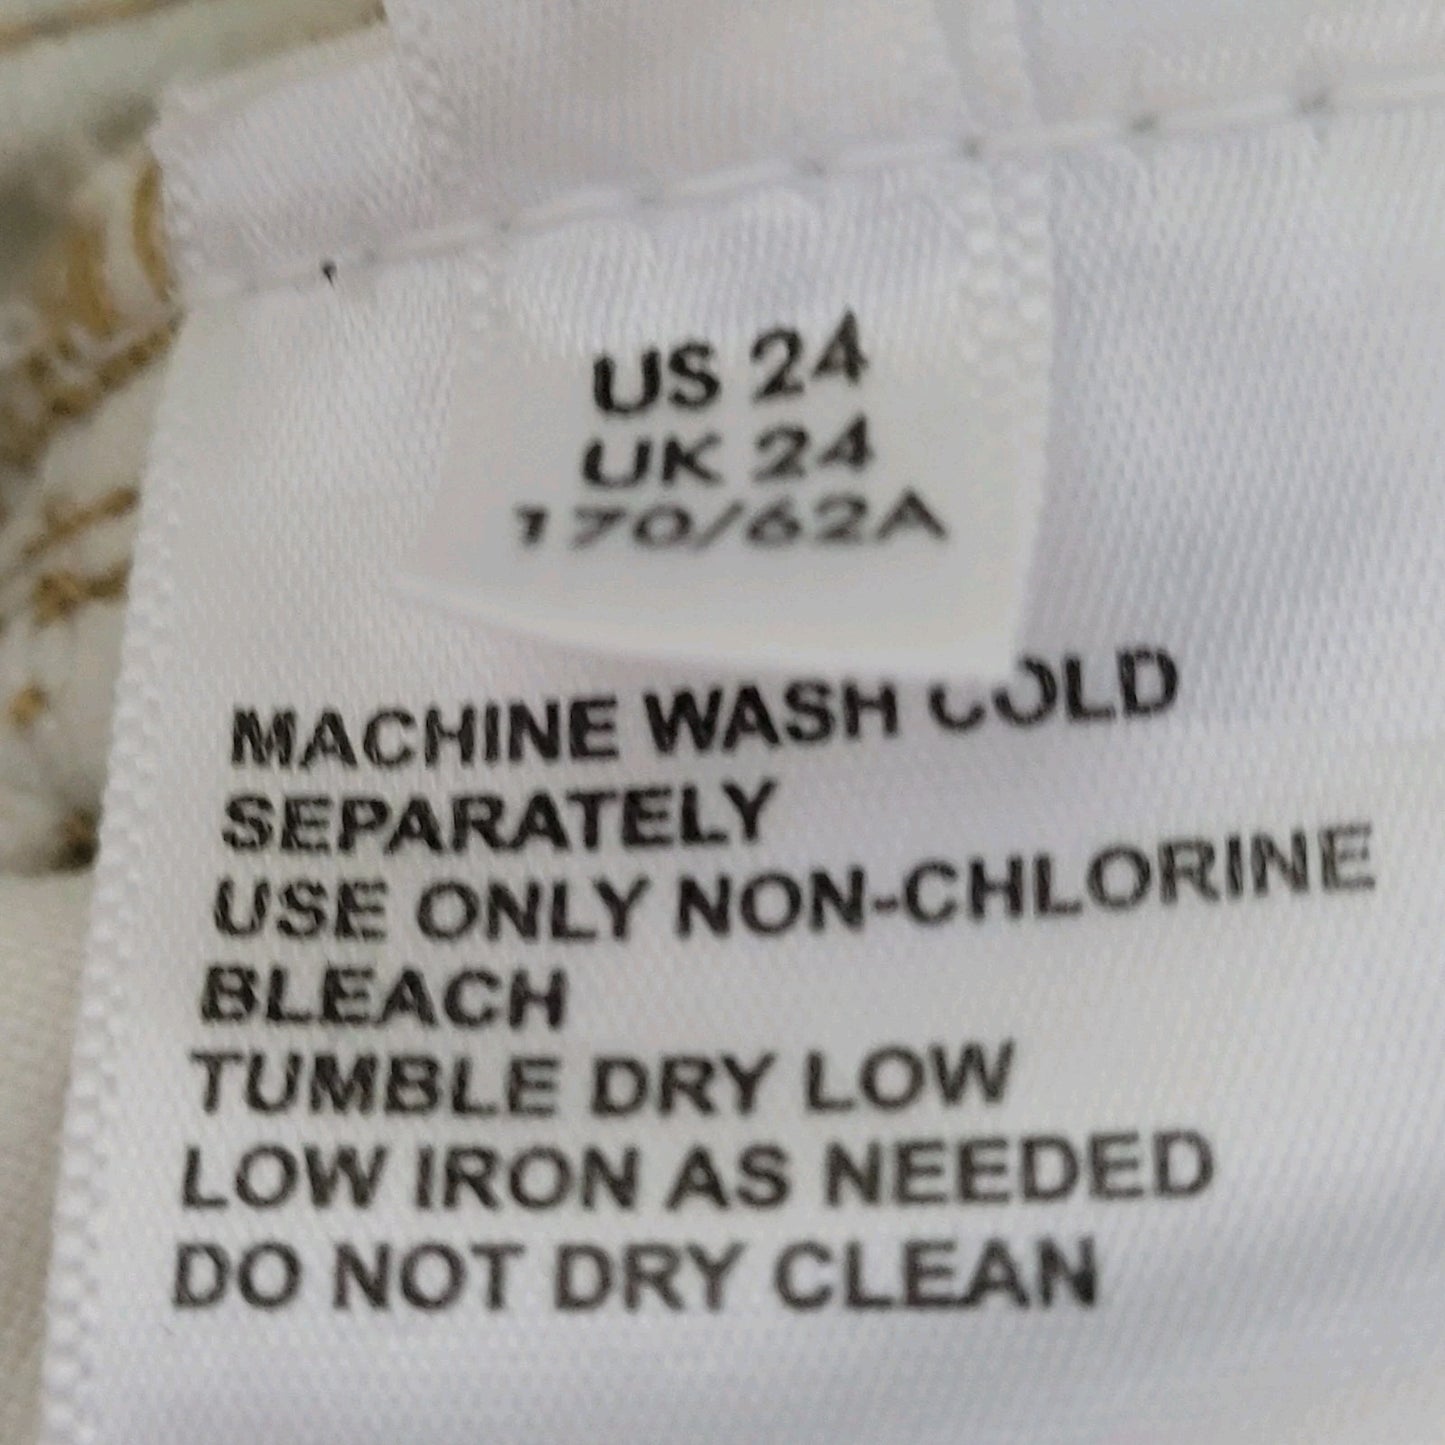 US 24
UK 24
170/62A
MACHINE WASH COLD
SEPARATELY
USE ONLY NON-CHLORINE
BLEACH
TUMBLE DRY LOW
LOW IRON AS NEEDED
DO NOT DRY CLEAN